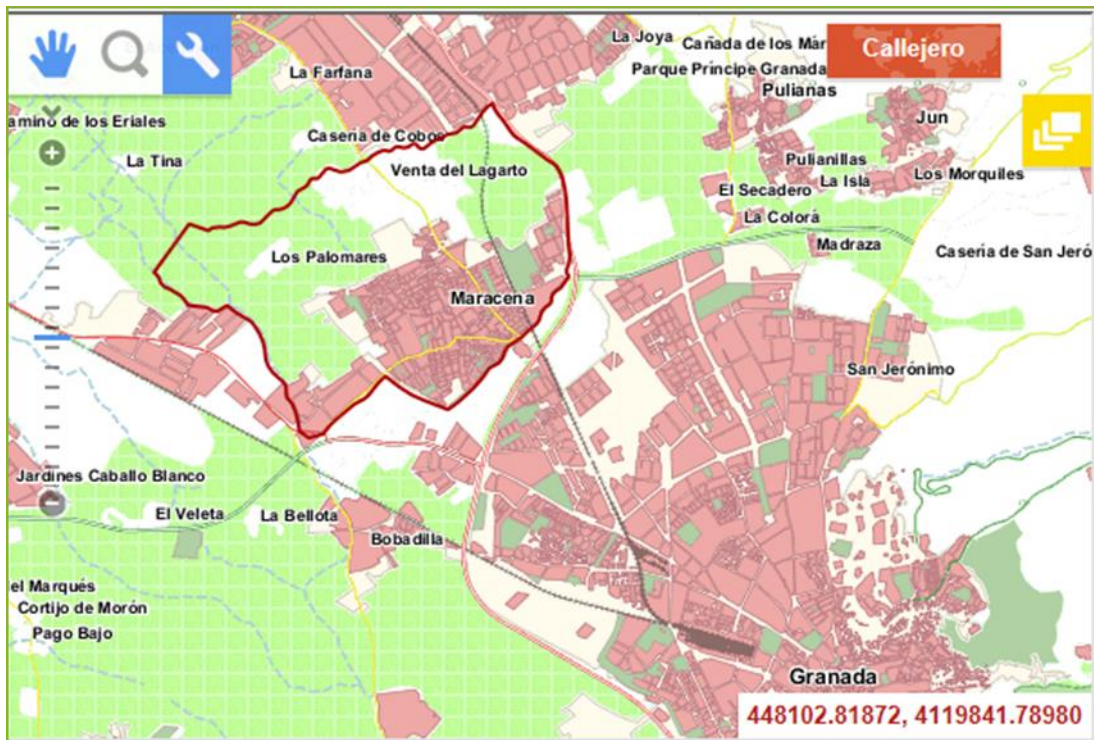 La Joya
Cañada de los Már
Callejero
Parque Principe Granada
La Farfana
Pulianas
amino de los Eriales
Jun
Caseria de Cobos
La Tina
Venta del Lagarto
Pulianillas
La Isla
Los Morquiles
El Secadero
La Colorá
Madraza
Casería de San Jeró
Los Palomares
Maracena
San Jerónimo
Jardines Caballo Blanco
El Veleta
La Bellota
Bobadilla
el Marqués
Cortijo de Morón
Pago Bajo
Granada
448102.81872, 4119841.78980